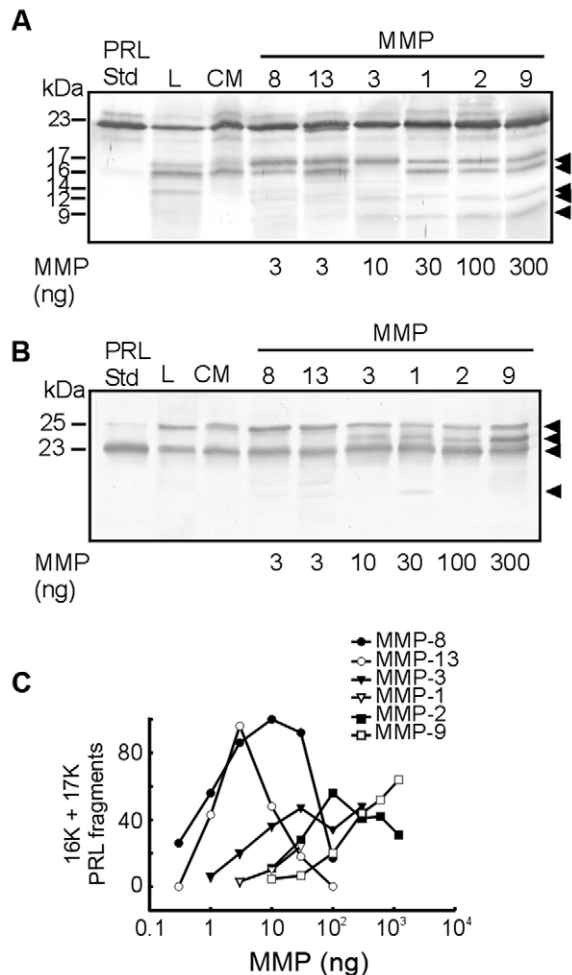 A
PRL
Std L CM
MMP
8 13 3 1 2 9
kDa
23
17
16
14
12
9
MMP
(ng)
3 3 10 30 100 300
B
PRL
Std L CM
MMP
8 13 3 1 2 9
kDa
25
23
MMP
(ng)
3 3 10 30 100 300
C
MMP-8
MMP-13
MMP-3
MMP-1
MMP-2
MMP-9
16K + 17K
PRL fragments
80
40
0
0.1 1 10 10² 10³ 10⁴
MMP (ng)